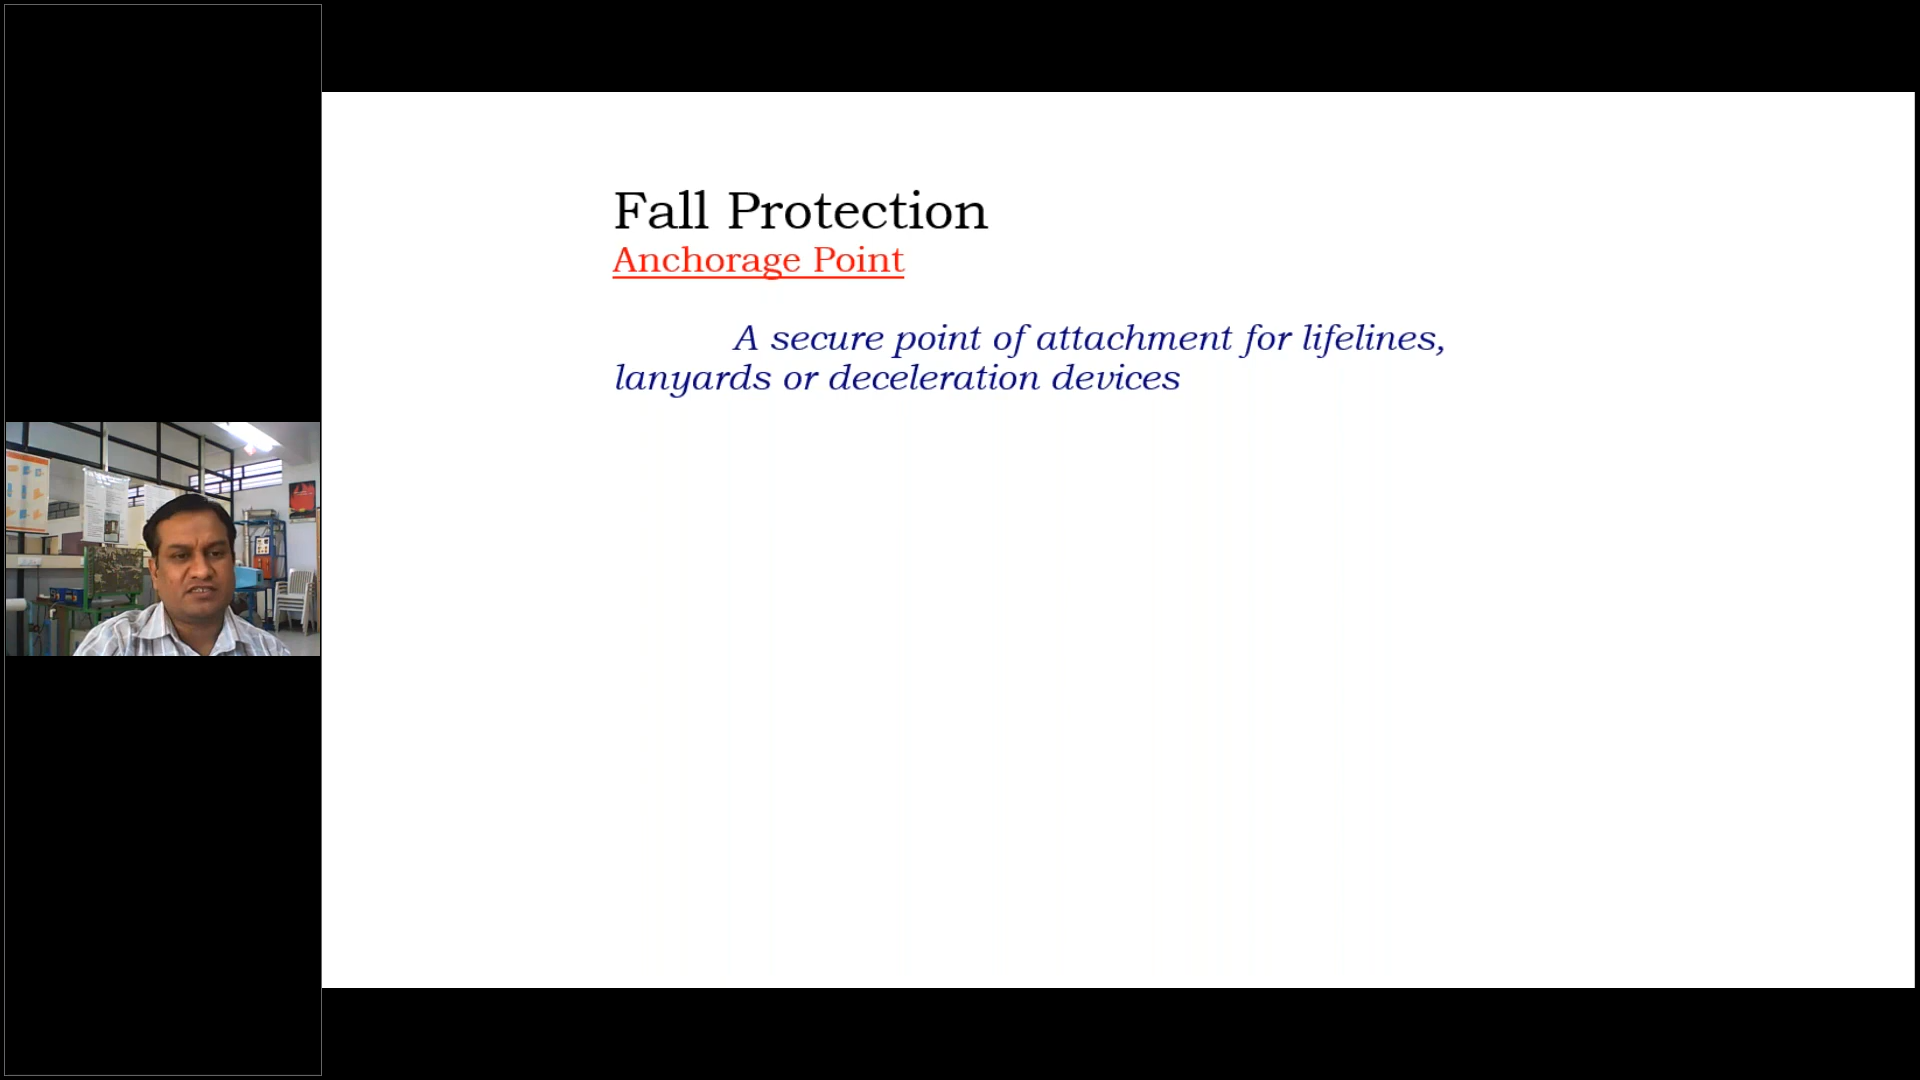 Fall Protection
Anchorage Point
A secure point of attachment for lifelines,
lanyards or deceleration devices